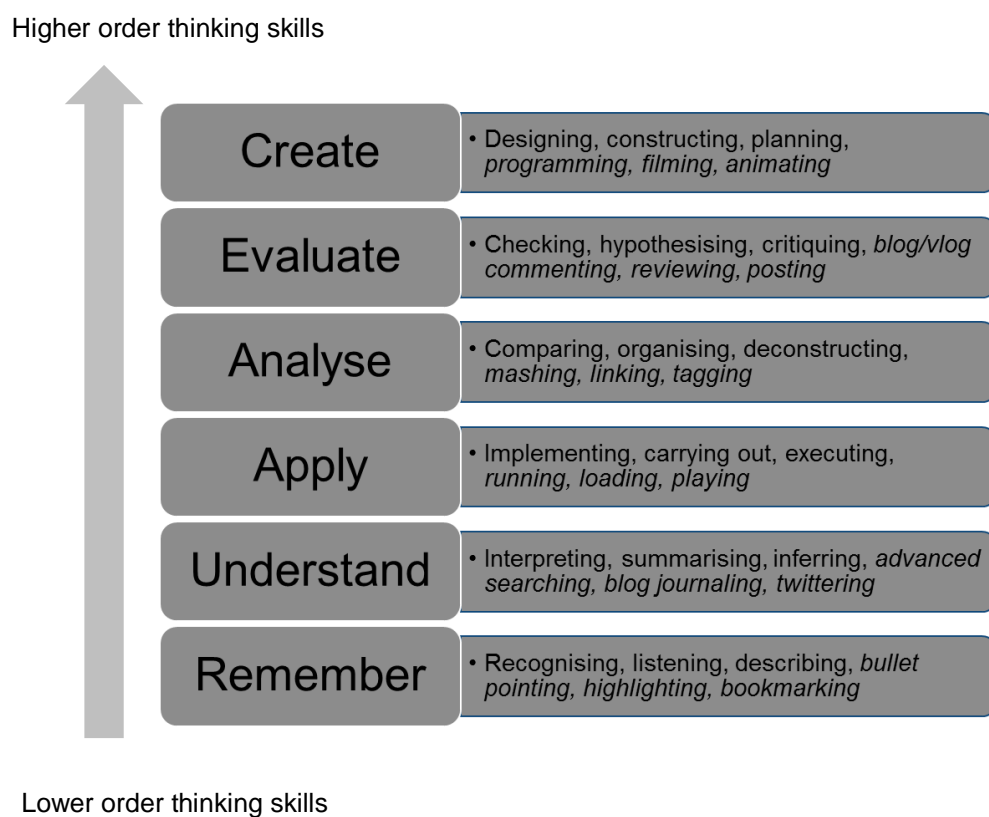 Higher order thinking skills
Create
• Designing, constructing, planning,
programming, filming, animating
Evaluate
• Checking, hypothesising, critiquing, blog/vlog
commenting, reviewing, posting
Analyse
• Comparing, organising, deconstructing,
mashing, linking, tagging
Apply
• Implementing, carrying out, executing,
running, loading, playing
Understand
• Interpreting, summarising, inferring, advanced
searching, blog journaling, twittering
Remember
• Recognising, listening, describing, bullet
pointing, highlighting, bookmarking
Lower order thinking skills